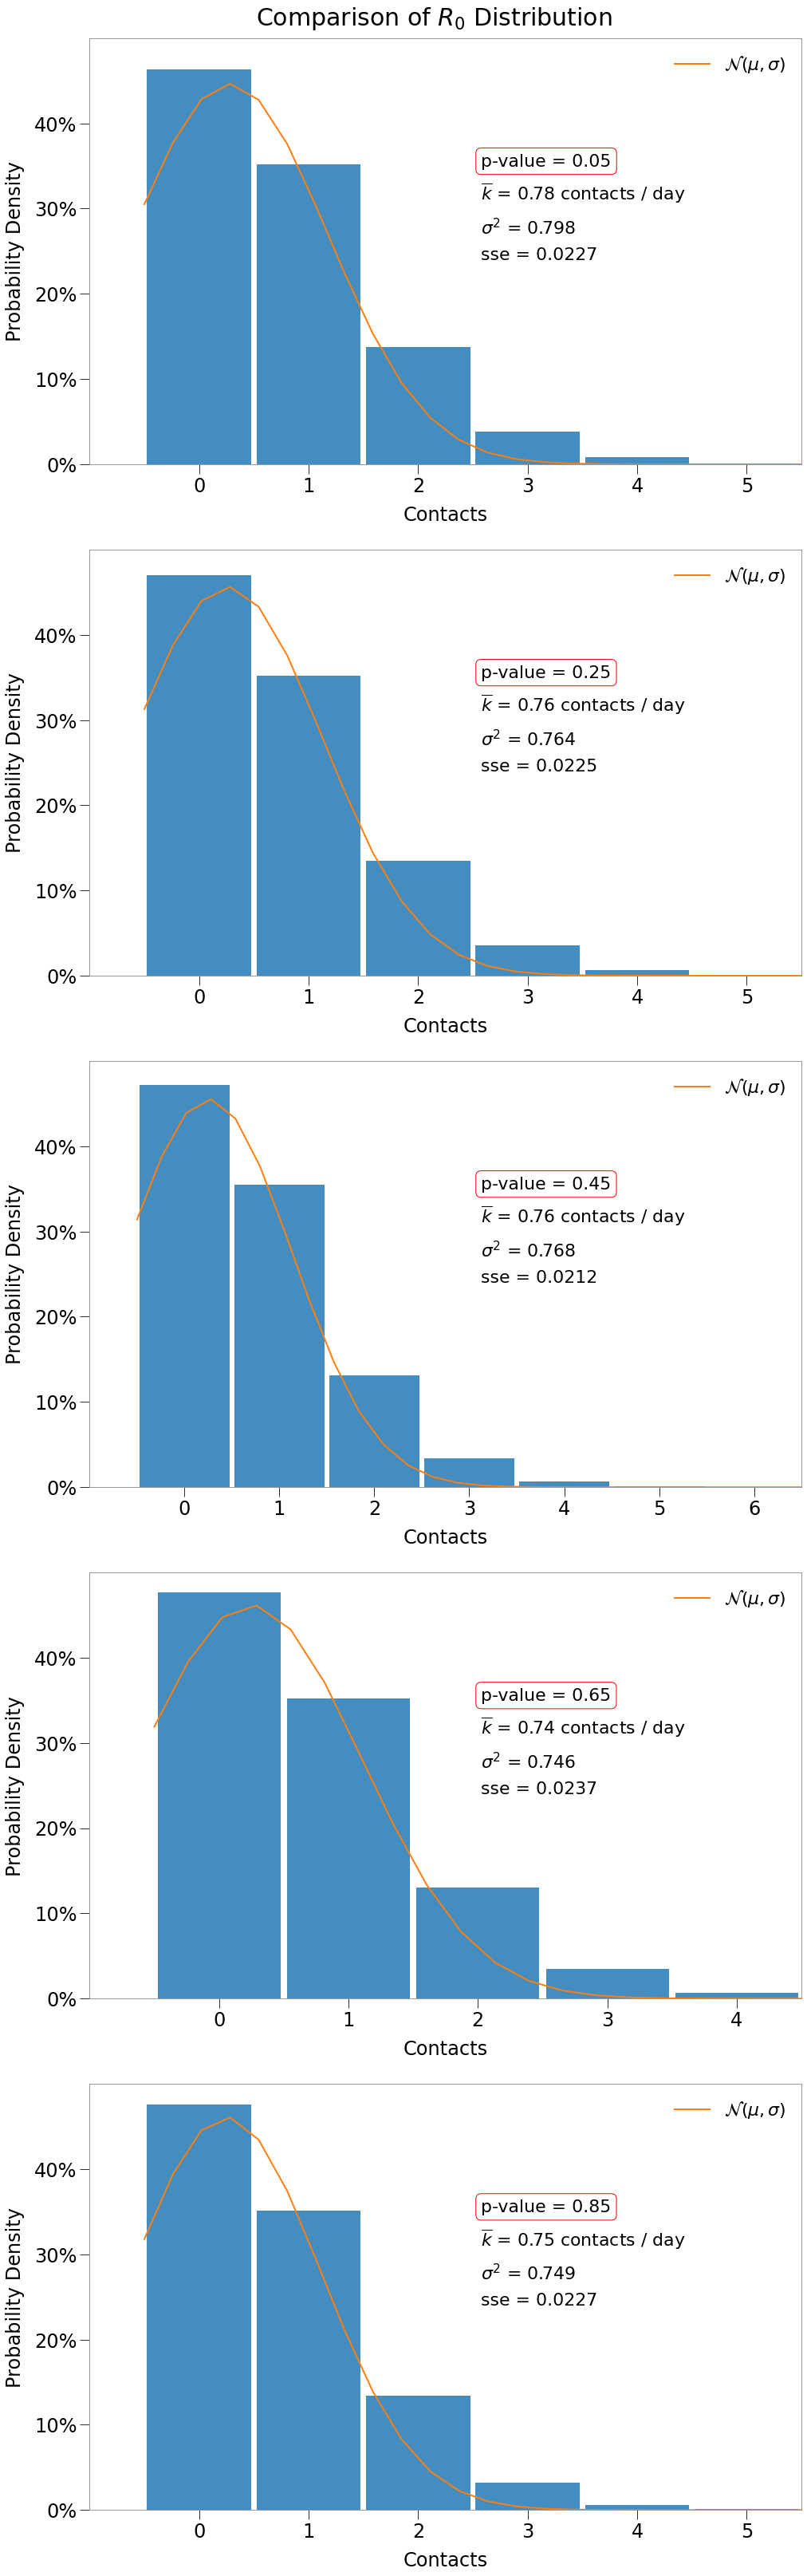 Comparison of R₀ Distribution
𝒩(μ, σ)
40%
30%
20%
10%
0%
Probability Density
p-value = 0.05
k̅ = 0.78 contacts / day
σ² = 0.798
sse = 0.0227
0 1 2 3 4 5
Contacts
𝒩(μ, σ)
40%
30%
20%
10%
0%
Probability Density
p-value = 0.25
k̅ = 0.76 contacts / day
σ² = 0.764
sse = 0.0225
0 1 2 3 4 5
Contacts
𝒩(μ, σ)
40%
30%
20%
10%
0%
Probability Density
p-value = 0.45
k̅ = 0.76 contacts / day
σ² = 0.768
sse = 0.0212
0 1 2 3 4 5 6
Contacts
𝒩(μ, σ)
40%
30%
20%
10%
0%
Probability Density
p-value = 0.65
k̅ = 0.74 contacts / day
σ² = 0.746
sse = 0.0237
0 1 2 3 4
Contacts
𝒩(μ, σ)
40%
30%
20%
10%
0%
Probability Density
p-value = 0.85
k̅ = 0.75 contacts / day
σ² = 0.749
sse = 0.0227
0 1 2 3 4 5
Contacts